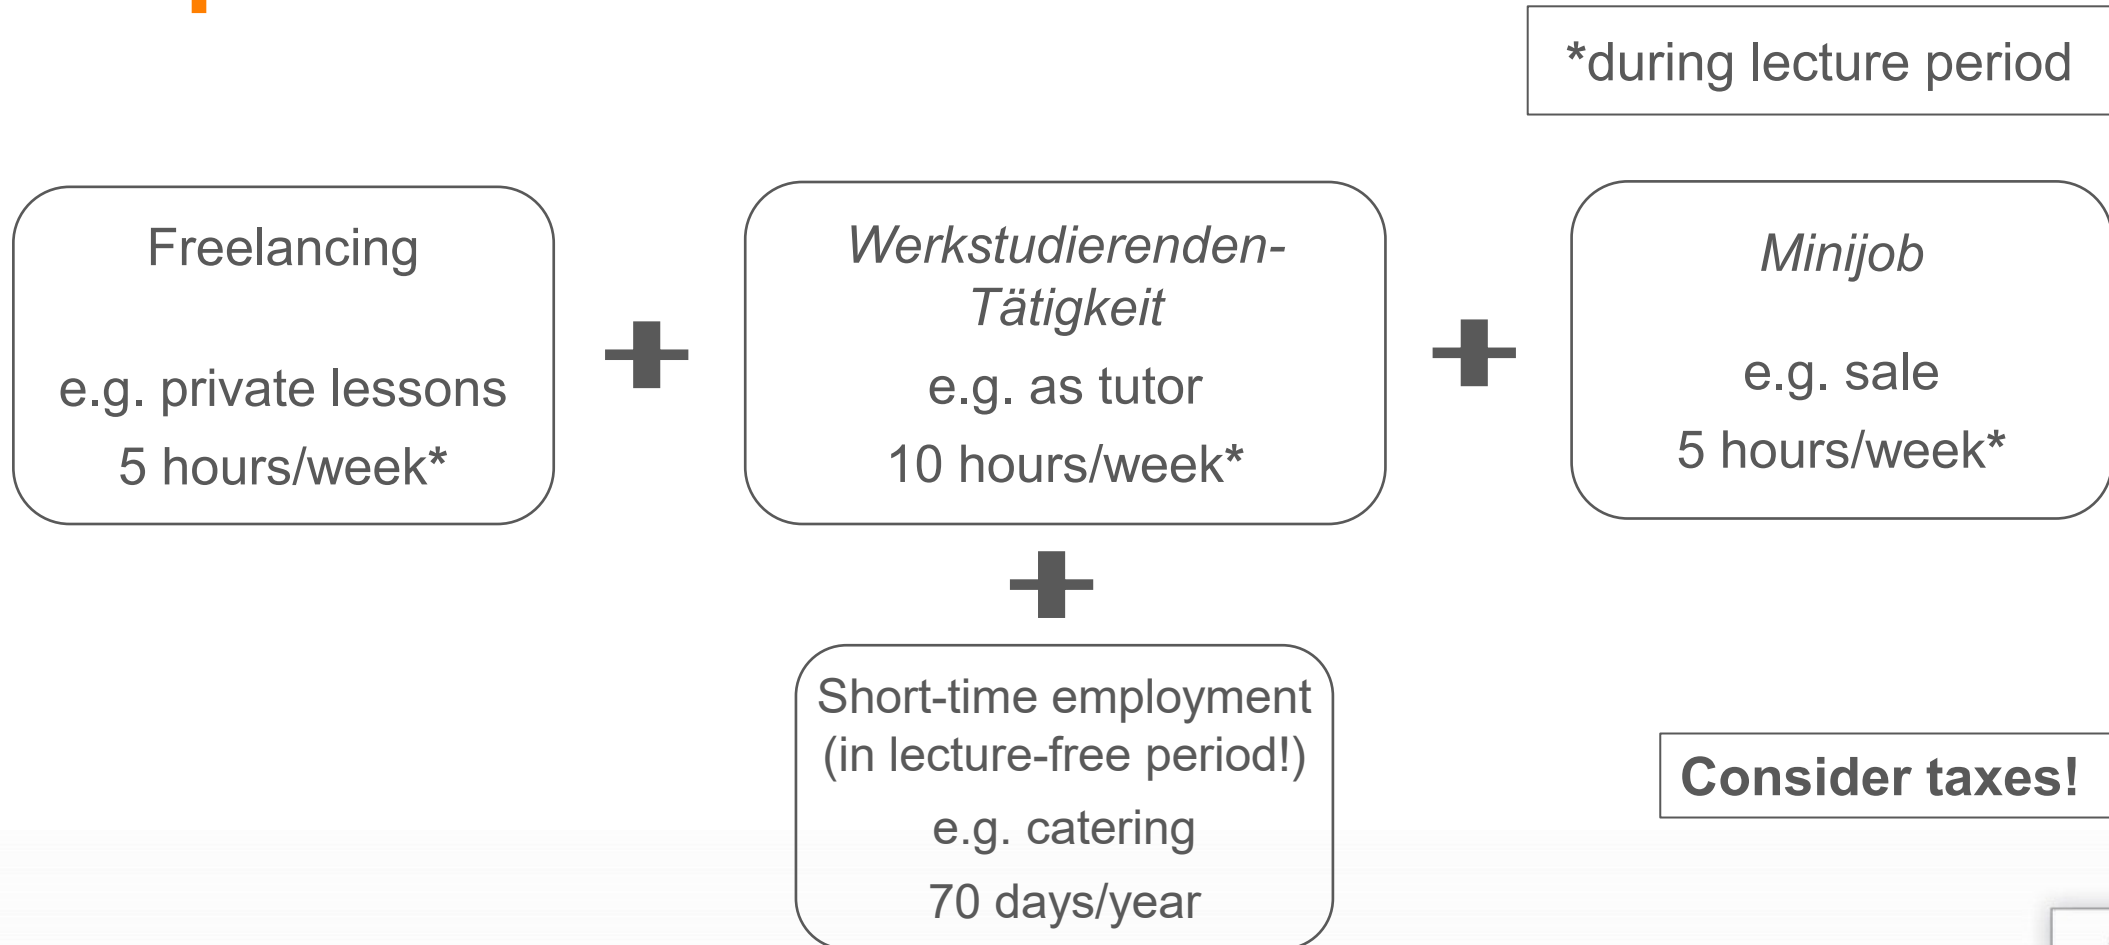 *during lecture period
Freelancing
e.g. private lessons
5 hours/week*
Werkstudierenden-
Tätigkeit
e.g. as tutor
10 hours/week*
Minijob
e.g. sale
5 hours/week*
Short-time employment
(in lecture-free period!)
e.g. catering
70 days/year
Consider taxes!